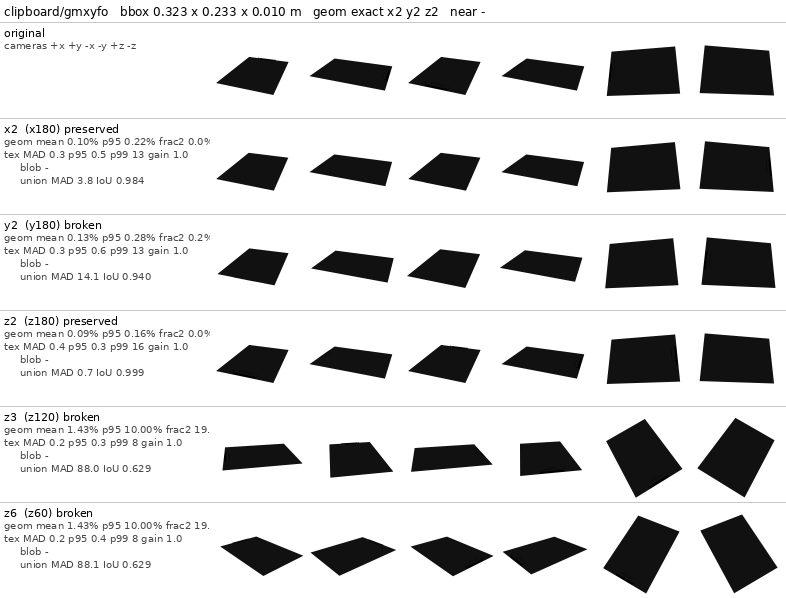 clipboard/gmxyfo   bbox 0.323 x 0.233 x 0.010 m   geom exact x2 y2 z2   near -
original
cameras +x +y -x -y +z -z
x2  (x180) preserved
geom mean 0.10% p95 0.22% frac2 0.0%
tex MAD 0.3 p95 0.5 p99 13 gain 1.0
blob -
union MAD 3.8 IoU 0.984
y2  (y180) broken
geom mean 0.13% p95 0.28% frac2 0.2%
tex MAD 0.3 p95 0.6 p99 13 gain 1.0
blob -
union MAD 14.1 IoU 0.940
z2  (z180) preserved
geom mean 0.09% p95 0.16% frac2 0.0%
tex MAD 0.4 p95 0.3 p99 16 gain 1.0
blob -
union MAD 0.7 IoU 0.999
z3  (z120) broken
geom mean 1.43% p95 10.00% frac2 19.
tex MAD 0.2 p95 0.3 p99 8 gain 1.0
blob -
union MAD 88.0 IoU 0.629
z6  (z60) broken
geom mean 1.43% p95 10.00% frac2 19.
tex MAD 0.2 p95 0.4 p99 8 gain 1.0
blob -
union MAD 88.1 IoU 0.629